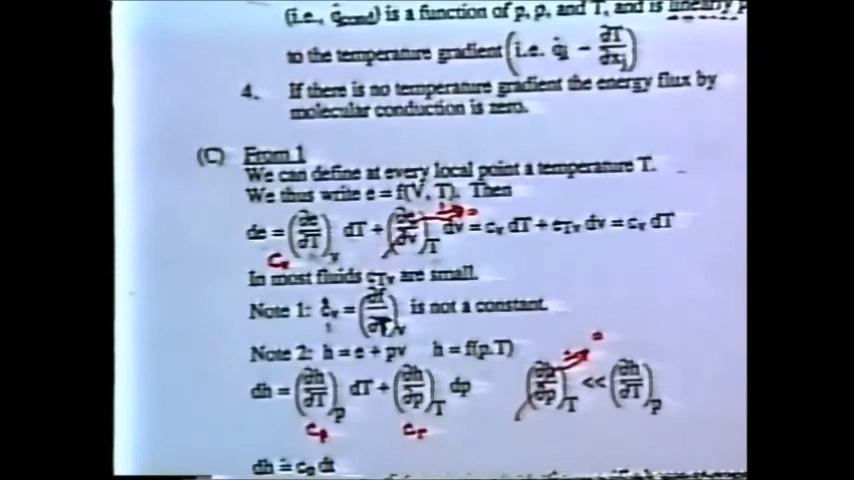 (i.e., q̇cond) is a function of p, ρ, and T, and is linearly
to the temperature gradient (i.e. q̇j – ∂T/∂xj)
4. If there is no temperature gradient the energy flux by
molecular conduction is zero.
(C) From 1
We can define at every local point a temperature T.
We thus write e = f(V, T). Then
de = (∂e/∂T)v dT + (∂e/∂v)T dv = cv dT + eTv dv = cv dT
cv
In most fluids cTv are small.
Note 1: cv = (∂f/∂T)v is not a constant.
Note 2: h = e + pv h = f(p.T)
dh = (∂h/∂T)p dT + (∂h/∂p)T dp (∂h/∂p)T << (∂h/∂T)p
cp
dh = cp dt